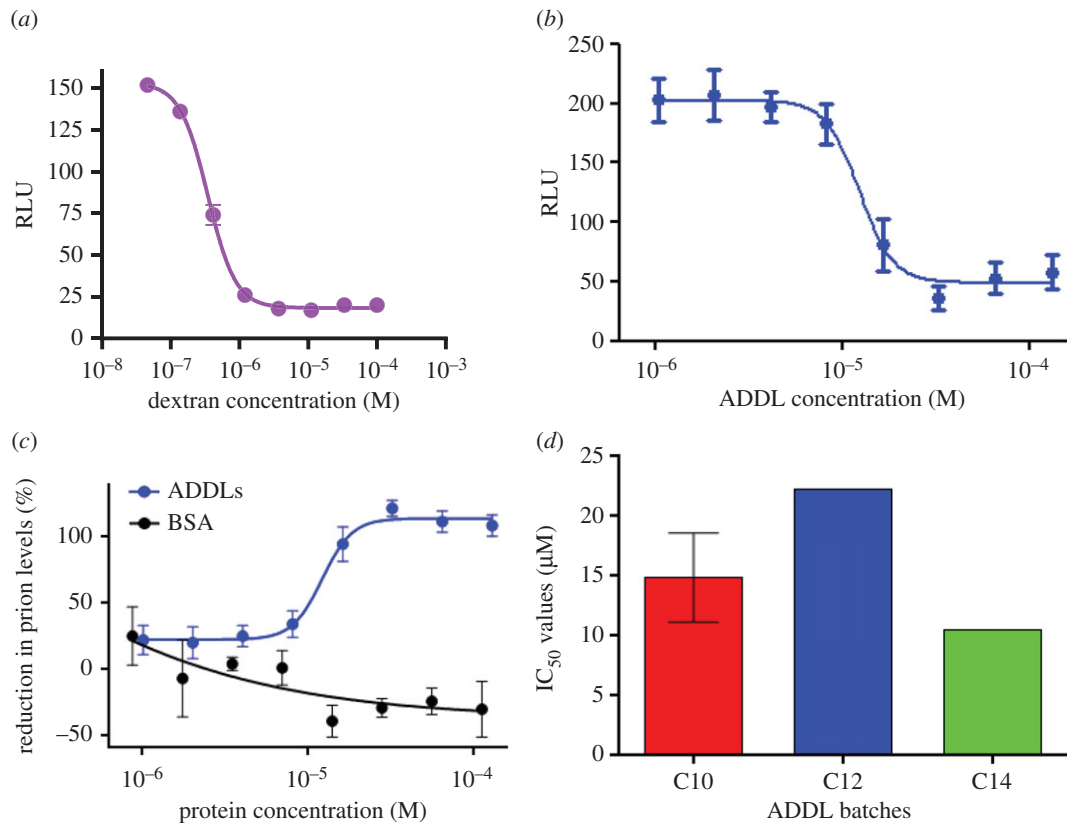 (a)
150
125
100
75
50
25
0
RLU
10–8 10–7 10–6 10–5 10–4 10–3
dextran concentration (M)
(b)
250
200
150
100
50
0
RLU
10–6 10–5 10–4
ADDL concentration (M)
(c)
ADDLs
BSA
100
50
0
–50
reduction in prion levels (%)
10–6 10–5 10–4
protein concentration (M)
(d)
25
20
15
10
5
0
IC50 values (μM)
C10 C12 C14
ADDL batches